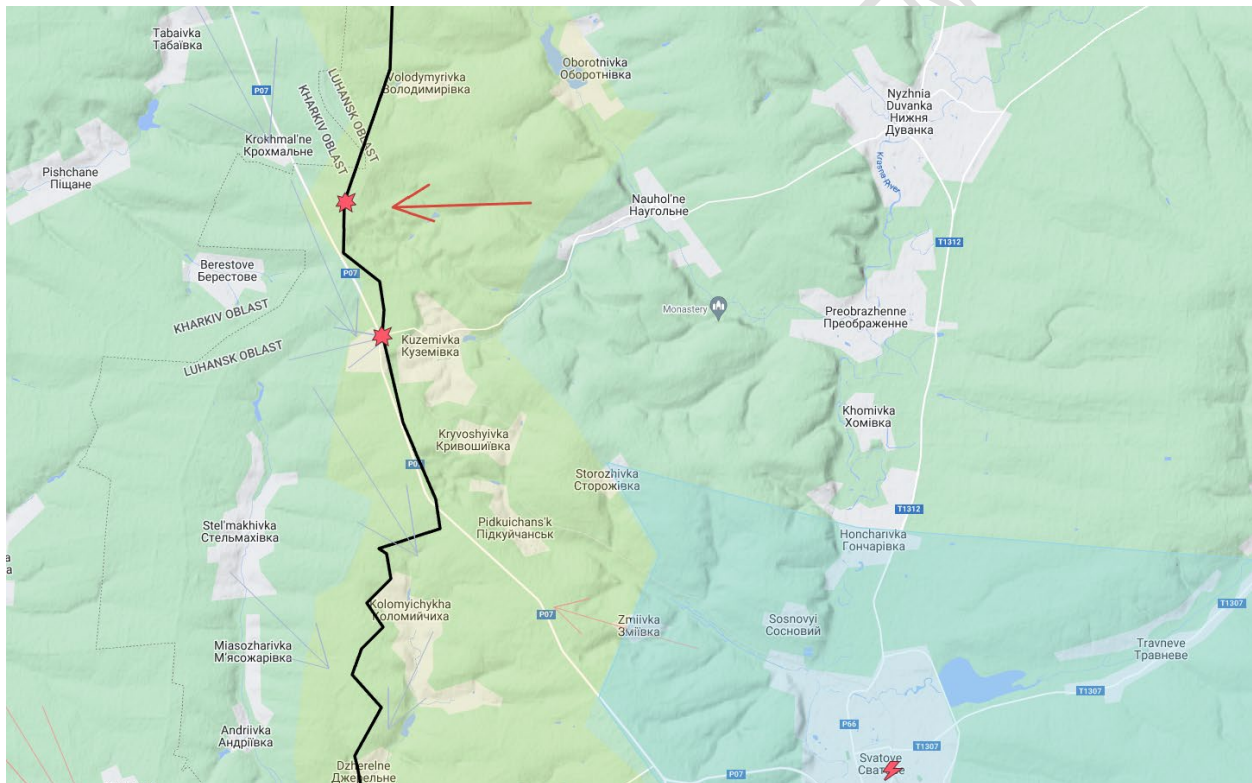 Tabaivka
Табаївка
Oborotnivka
Оборотнівка
LUHANSK OBLAST
KHARKIV OBLAST
Volodymyrivka
Володимирівка
P07
Nyzhnia
Duvanka
Нижня
Дуванка
Krokhmal'ne
Крохмальне
Pishchane
Піщане
Krasna River
Nauhol'ne
Наугольне
T1312
Berestove
Берестове
P07
Monastery
Preobrazhenne
Преображенне
KHARKIV OBLAST
LUHANSK OBLAST
Kuzemivka
Куземівка
Khomivka
Хомівка
Kryvoshyivka
Кривошиївка
P07
Storozhivka
Сторожівка
T1312
Stel'makhivka
Стельмахівка
Pidkuichans'k
Підкуйчанськ
Honcharivka
Гончарівка
а
Kolomyichykha
Коломийчиха
P07
T1307
Zmiivka
Зміївка
Sosnovyi
Сосновий
Miasozharivka
М'ясожарівка
Travneve
Травневе
T1307
Andriivka
Андріївка
P66
T1307
Dzherelne
Джерельне
P07
Svatove